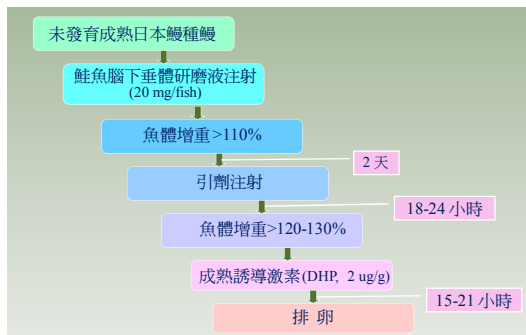 未發育成熟日本鰻種鰻
鮭魚腦下垂體研磨液注射
(20 mg/fish)
魚體增重>110%
2 天
引劑注射
18-24 小時
魚體增重>120-130%
成熟誘導激素(DHP, 2 ug/g)
15-21 小時
排 卵